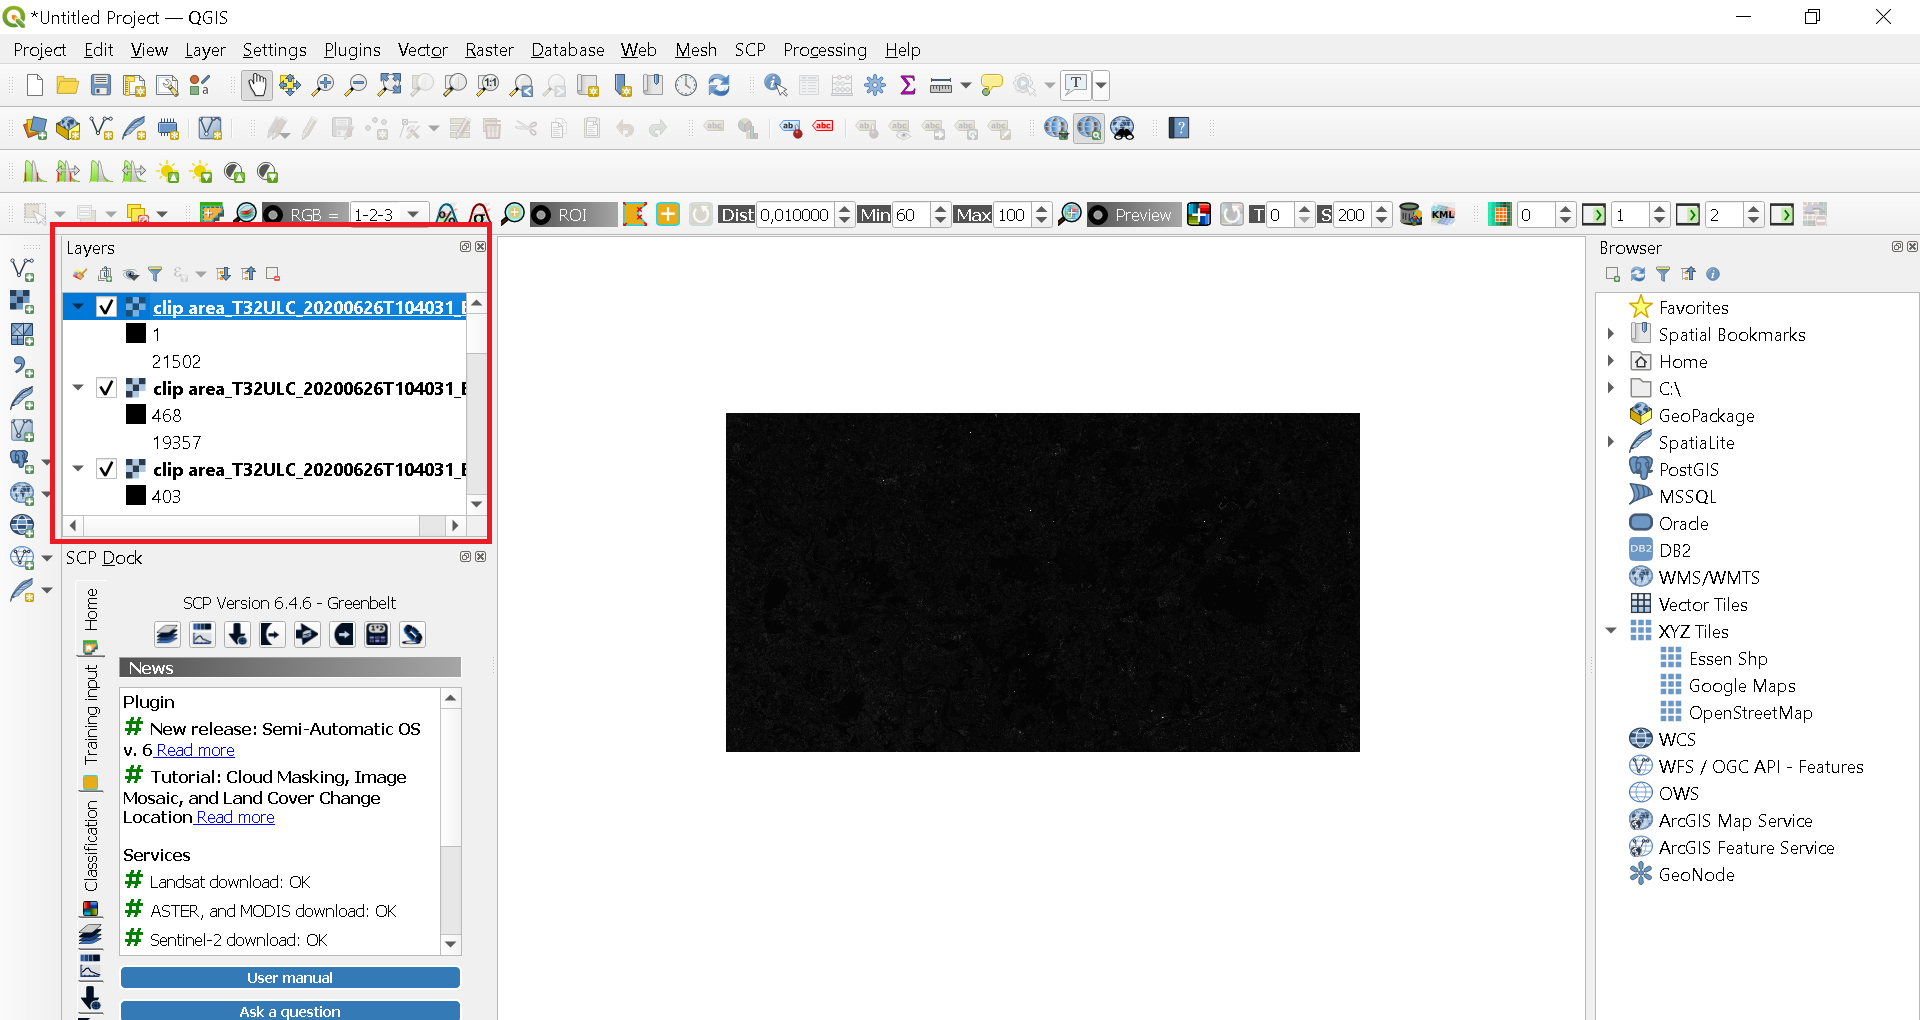 *Untitled Project — QGIS
Project Edit View Layer Settings Plugins Vector Raster Database Web Mesh SCP Processing Help
RGB = 1-2-3 ROI Dist 0,010000 Min 60 Max 100 Preview T 0 S 200 KML 0 1 2
Layers
clip area_T32ULC_20200626T104031_
1
21502
clip area_T32ULC_20200626T104031_
468
19357
clip area_T32ULC_20200626T104031_
403
SCP Dock
Home
Training input
Classification
SCP Version 6.4.6 - Greenbelt
News
Plugin
# New release: Semi-Automatic OS
v. 6 Read more
# Tutorial: Cloud Masking, Image
Mosaic, and Land Cover Change
Location Read more
Services
# Landsat download: OK
# ASTER, and MODIS download: OK
# Sentinel-2 download: OK
User manual
Ask a question
Browser
Favorites
Spatial Bookmarks
Home
C:\
GeoPackage
SpatiaLite
PostGIS
MSSQL
Oracle
DB2 DB2
WMS/WMTS
Vector Tiles
XYZ Tiles
Essen Shp
Google Maps
OpenStreetMap
WCS
WFS / OGC API - Features
OWS
ArcGIS Map Service
ArcGIS Feature Service
GeoNode